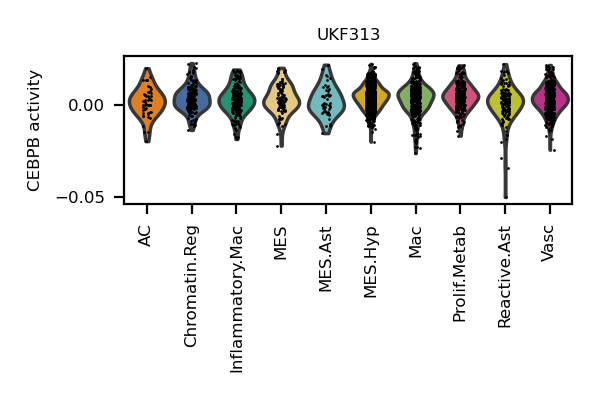 UKF313
CEBPB activity
0.00
−0.05
AC
Chromatin.Reg
Inflammatory.Mac
MES
MES.Ast
MES.Hyp
Mac
Prolif.Metab
Reactive.Ast
Vasc